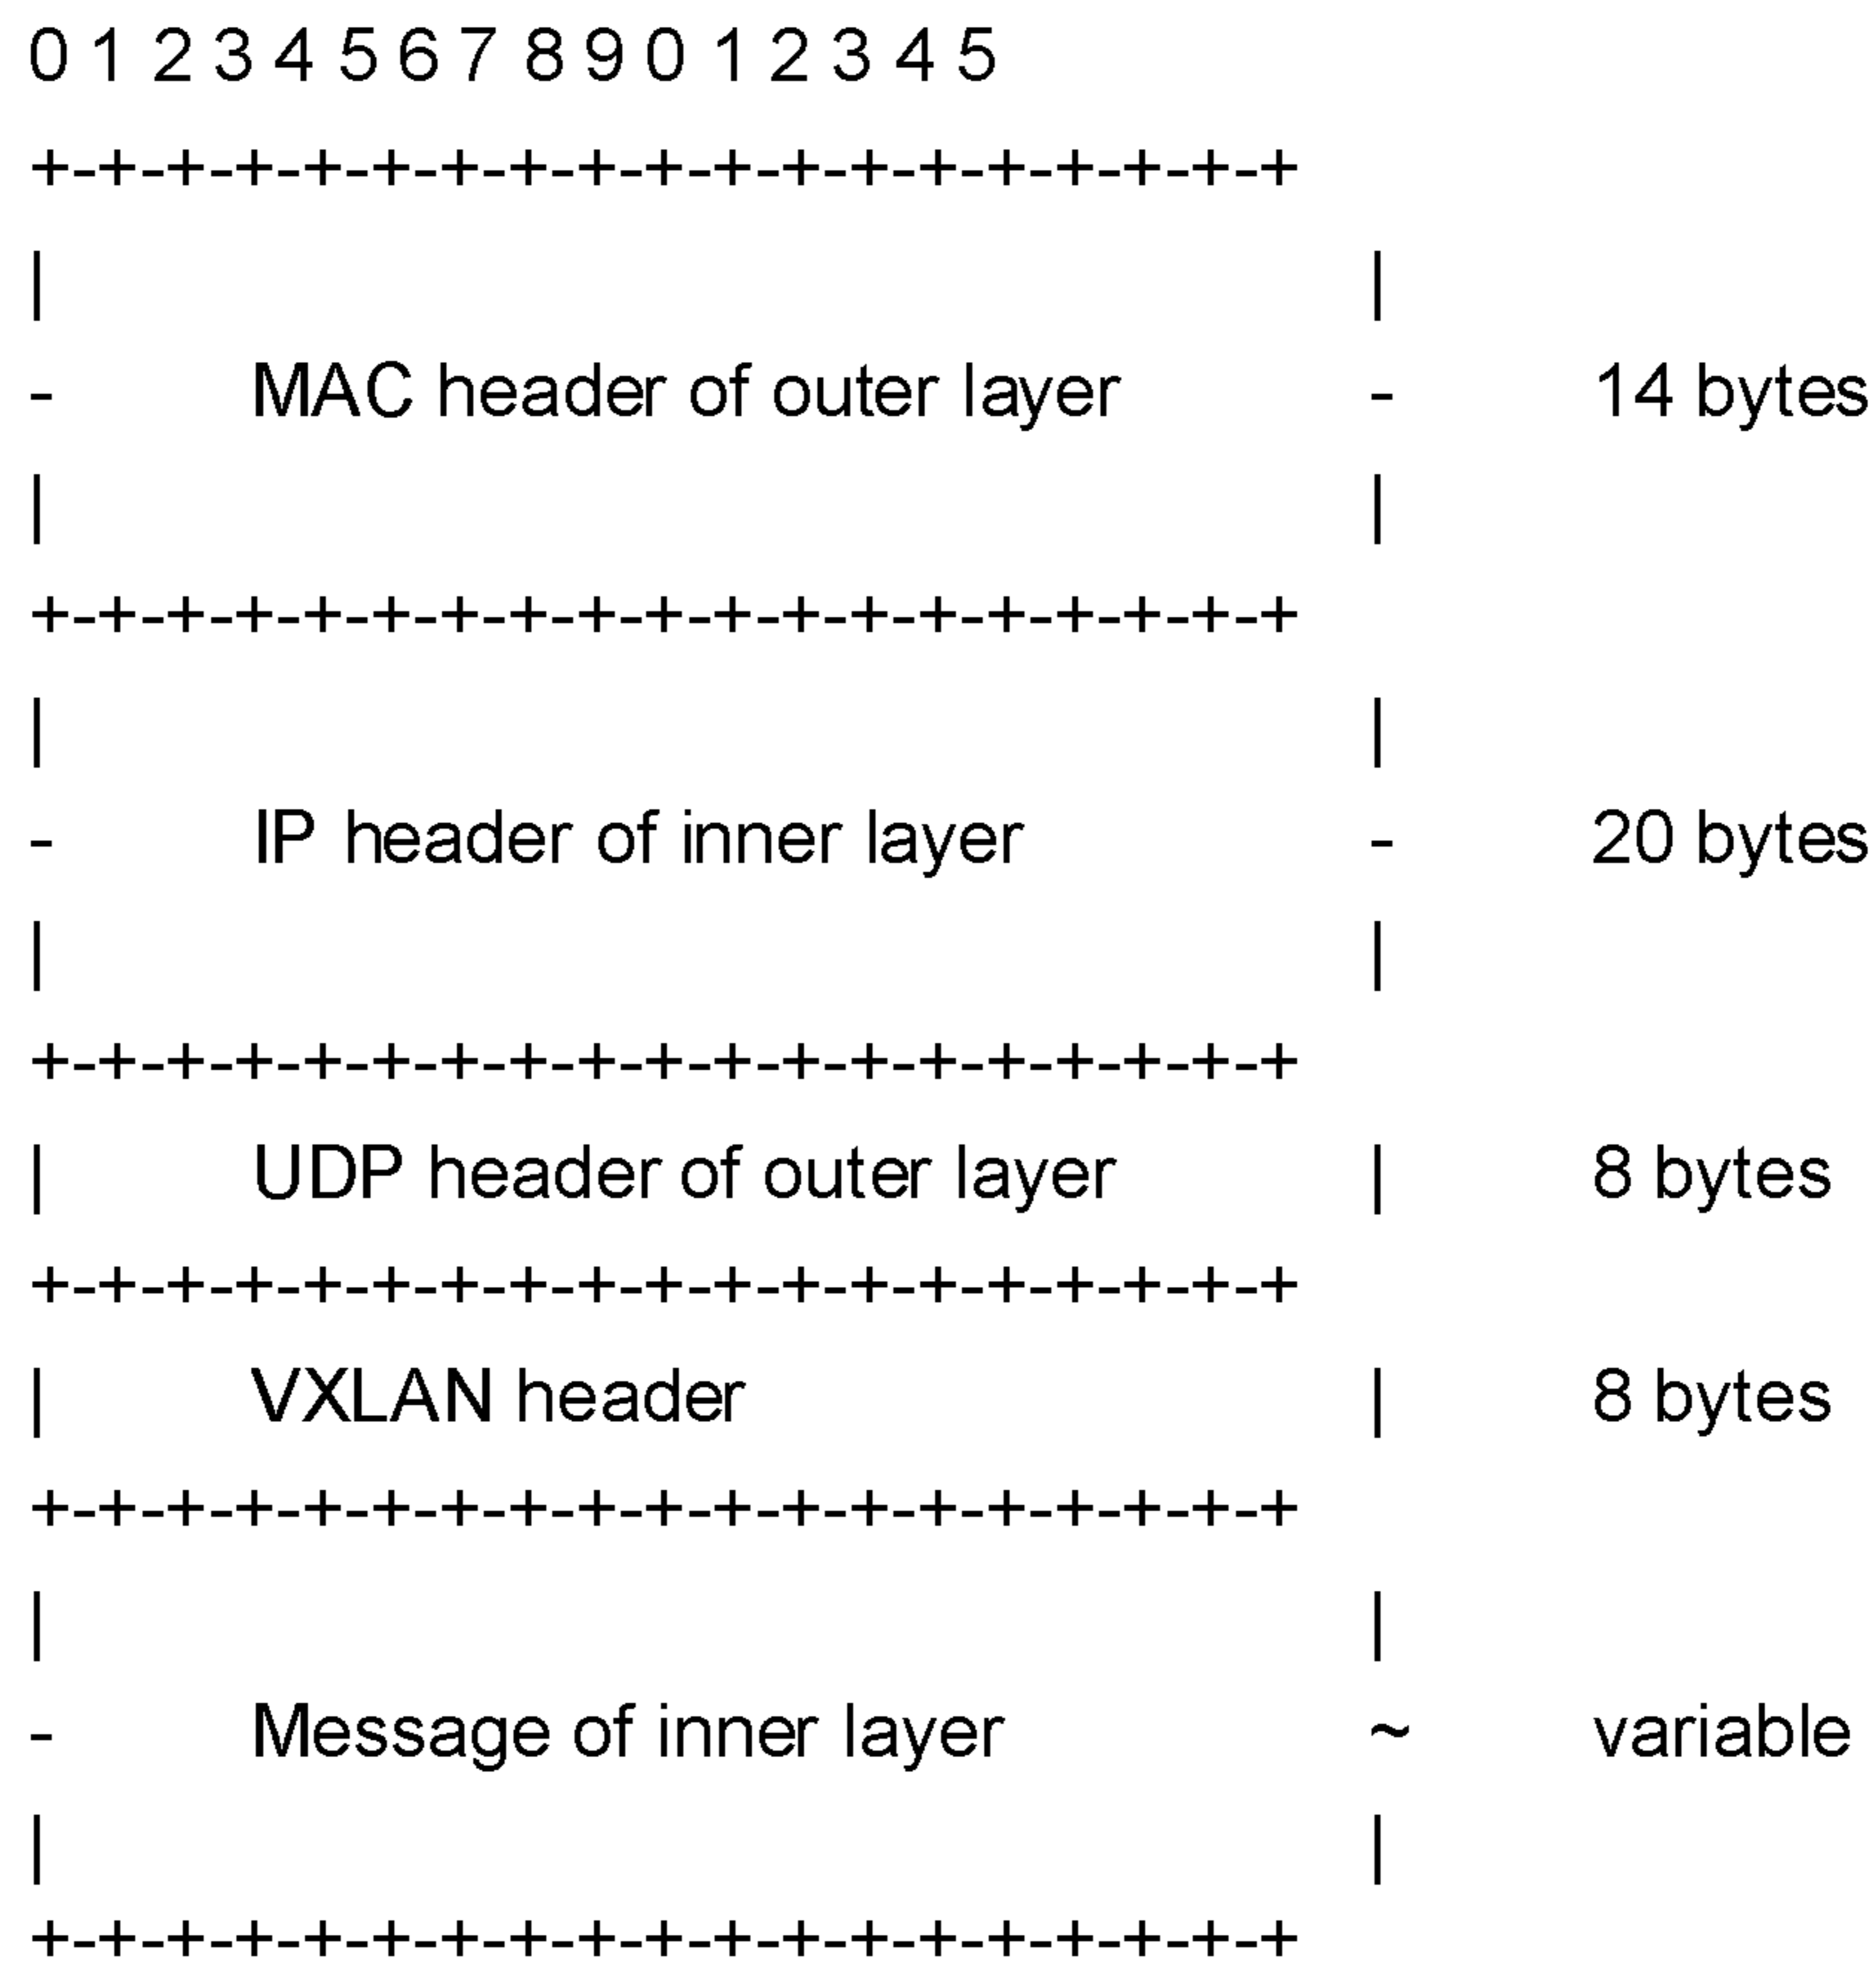 0 1 2 3 4 5 6 7 8 9 0 1 2 3 4 5
+-+-+-+-+-+-+-+-+-+-+-+-+-+-+-+-+-+-+
| |
- MAC header of outer layer - 14 bytes
| |
+-+-+-+-+-+-+-+-+-+-+-+-+-+-+-+-+-+-+
| |
- IP header of inner layer - 20 bytes
| |
+-+-+-+-+-+-+-+-+-+-+-+-+-+-+-+-+-+-+
| UDP header of outer layer | 8 bytes
+-+-+-+-+-+-+-+-+-+-+-+-+-+-+-+-+-+-+
| VXLAN header | 8 bytes
+-+-+-+-+-+-+-+-+-+-+-+-+-+-+-+-+-+-+
| |
- Message of inner layer ~ variable
| |
+-+-+-+-+-+-+-+-+-+-+-+-+-+-+-+-+-+-+